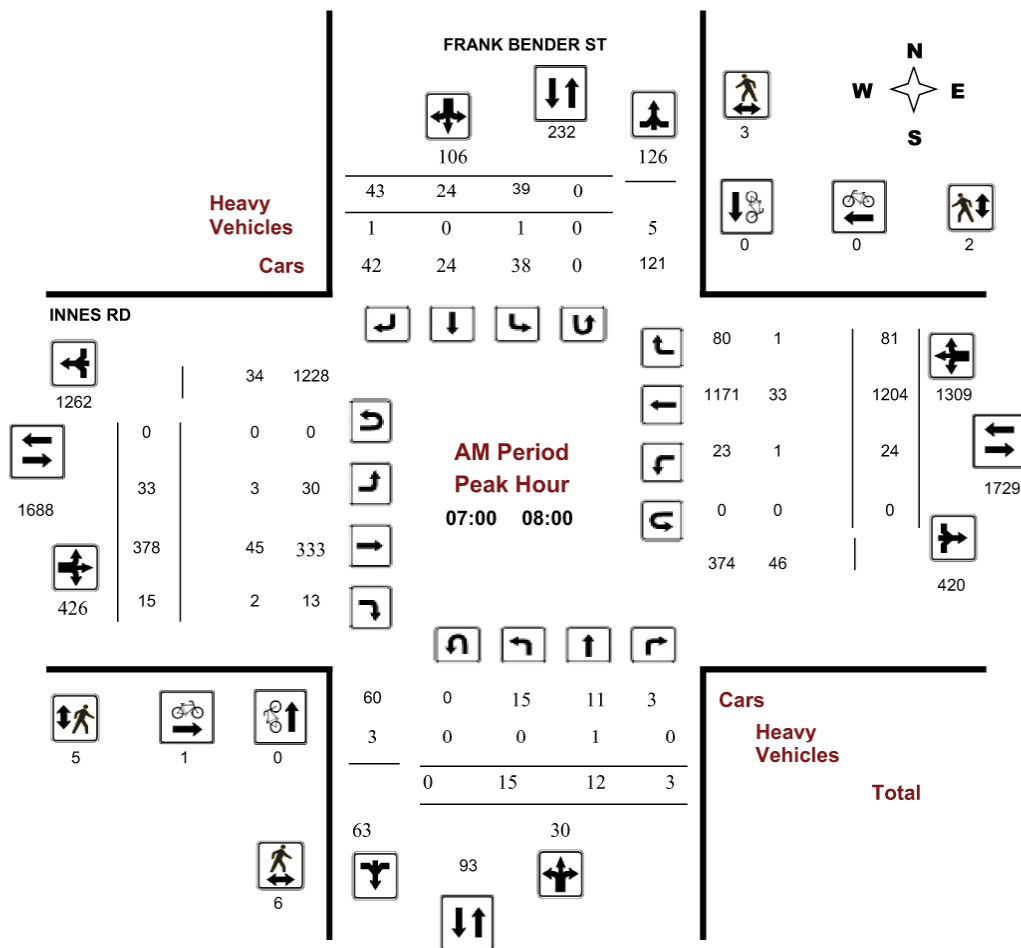 FRANK BENDER ST
N
W E
S
232
3
106 126
43 24 39 0
Heavy
Vehicles
1 0 1 0 5
0 0 2
Cars 42 24 38 0 121
INNES RD
80 1 81
34 1228
1262
1171 33 1204 1309
0 0 0
AM Period
23 1 24
Peak Hour
33 3 30
1729
1688
07:00 08:00
0 0 0
378 45 333
374 46
420
426
15 2 13
60 0 15 11 3 Cars
3 0 0 1 0 Heavy
Vehicles
5 1 0
0 15 12 3 Total
63 30
93
6